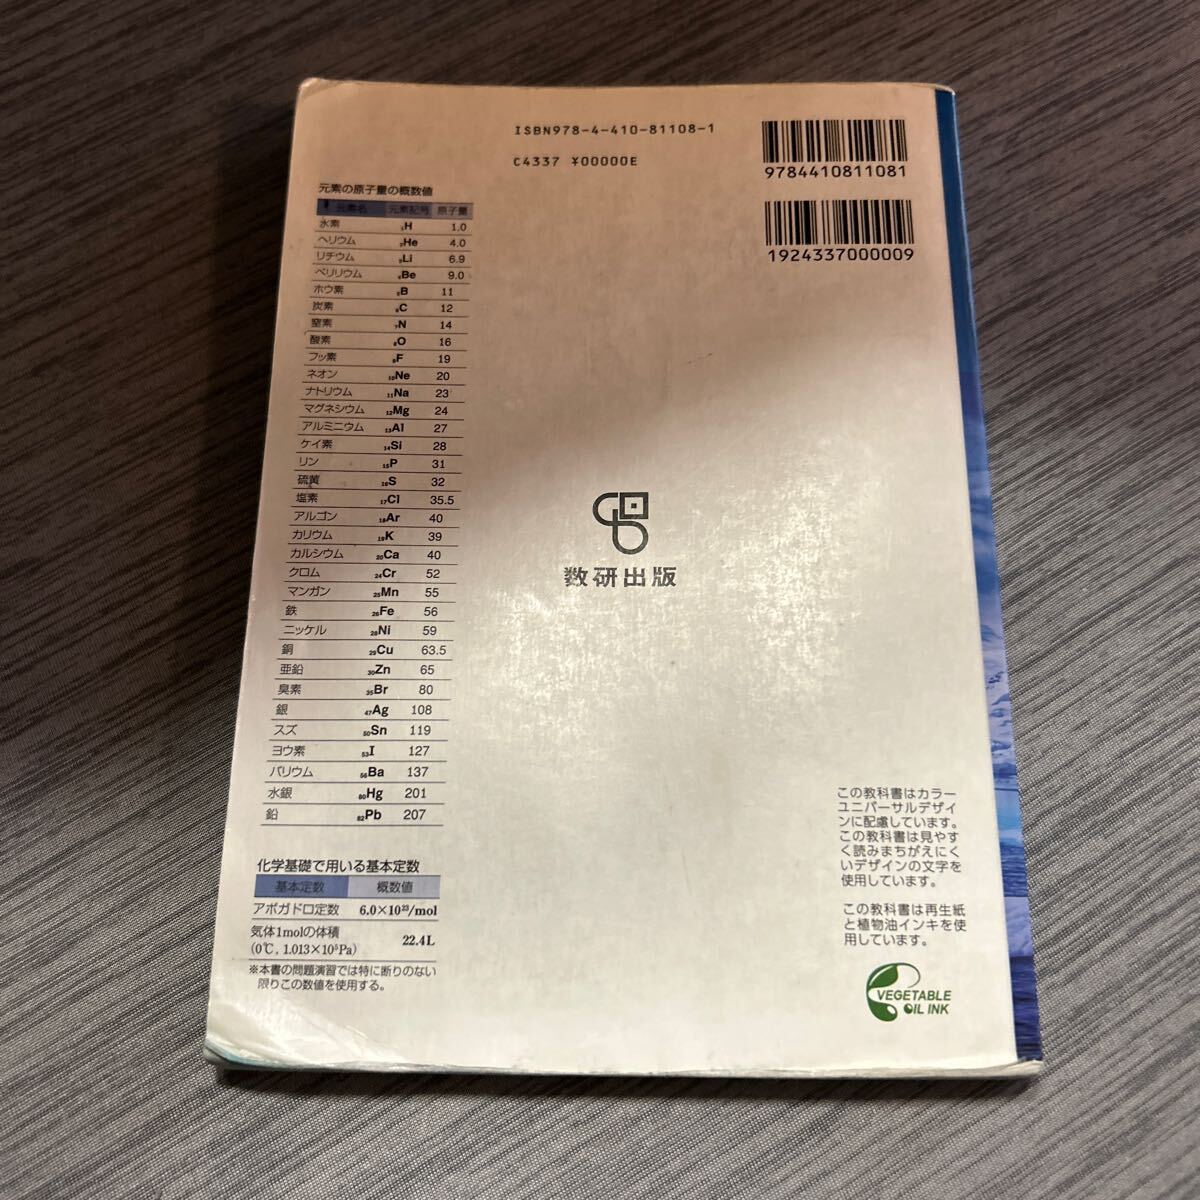 ISBN978-4-410-81108-1
C4337 ¥00000E
9784410811081
1924337000009
元素の原子量の概数値
元素名 元素記号 原子量
水素 1H 1.0
ヘリウム 2He 4.0
リチウム 3Li 6.9
ベリリウム 4Be 9.0
ホウ素 5B 11
炭素 6C 12
窒素 7N 14
酸素 8O 16
フッ素 9F 19
ネオン 10Ne 20
ナトリウム 11Na 23
マグネシウム 12Mg 24
アルミニウム 13Al 27
ケイ素 14Si 28
リン 15P 31
硫黄 16S 32
塩素 17Cl 35.5
アルゴン 18Ar 40
カリウム 19K 39
カルシウム 20Ca 40
クロム 24Cr 52
マンガン 25Mn 55
鉄 26Fe 56
ニッケル 28Ni 59
銅 29Cu 63.5
亜鉛 30Zn 65
臭素 35Br 80
銀 47Ag 108
スズ 50Sn 119
ヨウ素 53I 127
バリウム 56Ba 137
水銀 80Hg 201
鉛 82Pb 207
化学基礎で用いる基本定数
基本定数 概数値
アボガドロ定数 6.0×10²³/mol
気体1molの体積
(0℃, 1.013×10⁵Pa) 22.4L
※本書の問題演習では特に断りのない
限りこの数値を使用する。
数研出版
この教科書はカラー
ユニバーサルデザイ
ンに配慮しています。
この教科書は見やす
く読みまちがえにく
いデザインの文字を
使用しています。
この教科書は再生紙
と植物油インキを使
用しています。
VEGETABLE
OIL INK